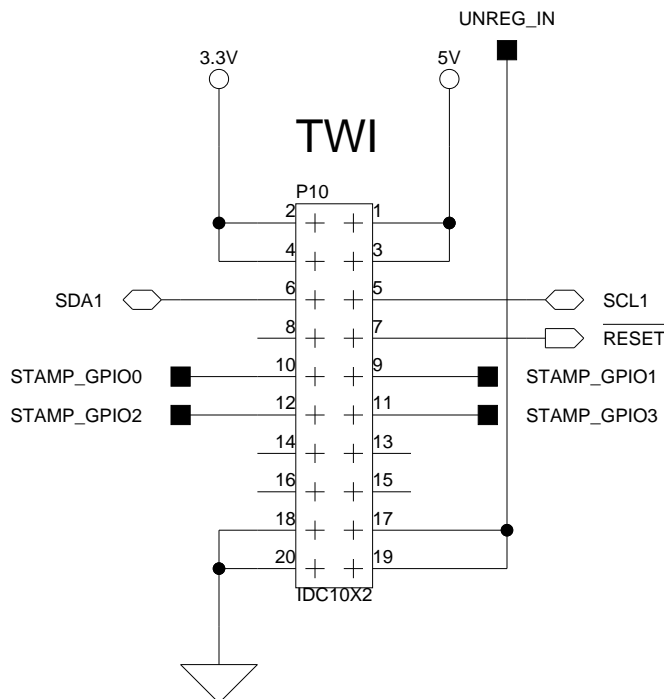 UNREG_IN
3.3V 5V
TWI
P10
2 1
4 3
SDA1 6 5 SCL1
8 7 RESET
STAMP_GPIO0 10 9 STAMP_GPIO1
STAMP_GPIO2 12 11 STAMP_GPIO3
14 13
16 15
18 17
20 19
IDC10X2